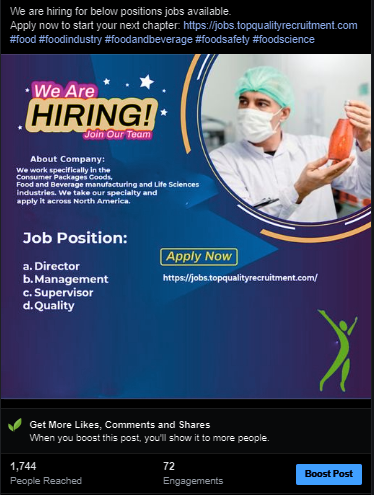 We are hiring for below positions jobs available.
Apply now to start your next chapter: https://jobs.topqualityrecruitment.com
#food #foodindustry #foodandbeverage #foodsafety #foodscience
We Are
HIRING!
Join Our Team
About Company:
We work specifically in the
Consumer Packages Goods,
Food and Beverage manufacturing and Life Sciences
industries. We take our specialty and
apply it across North America.
Job Position:
a. Director
b. Management
c. Supervisor
d. Quality
Apply Now
https://jobs.topqualityrecruitment.com/
Get More Likes, Comments and Shares
When you boost this post, you'll show it to more people.
1,744
People Reached
72
Engagements
Boost Post